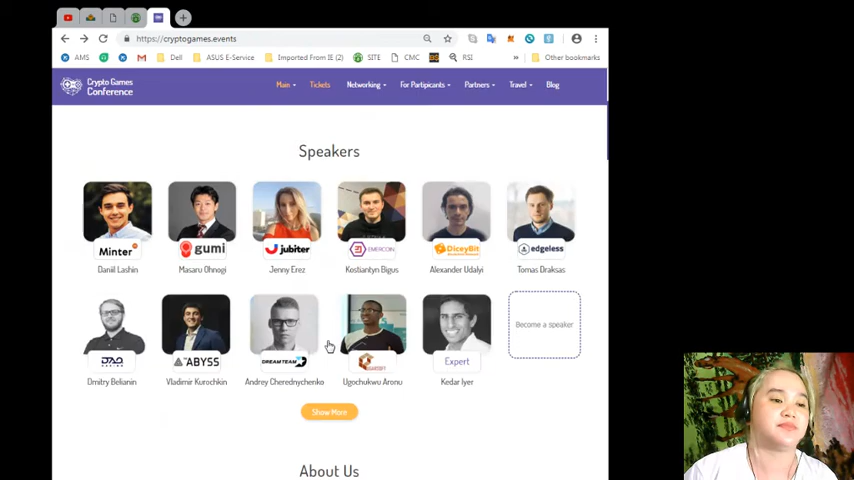 https://cryptogames.events
AMS
Dell
ASUS E-Service
Imported From IE (2)
SITE
CMC
RSI
»
Other bookmarks
Crypto Games
Conference
Main
Tickets
Networking
For Partipicants
Partners
Travel
Blog
Speakers
Minter
gumi
jubiter
EMERCOIN
DiceyBit
edgeless
Daniil Lashin
Masaru Ohnogi
Jenny Erez
Kostiantyn Bigus
Alexander Udalyi
Tomas Draksas
Become a speaker
ABYSS
DREAMTEAM
Expert
Dmitry Belianin
Vladimir Kurochkin
Andrey Cherednychenko
Ugochukwu Aronu
Kedar Iyer
Show More
About Us